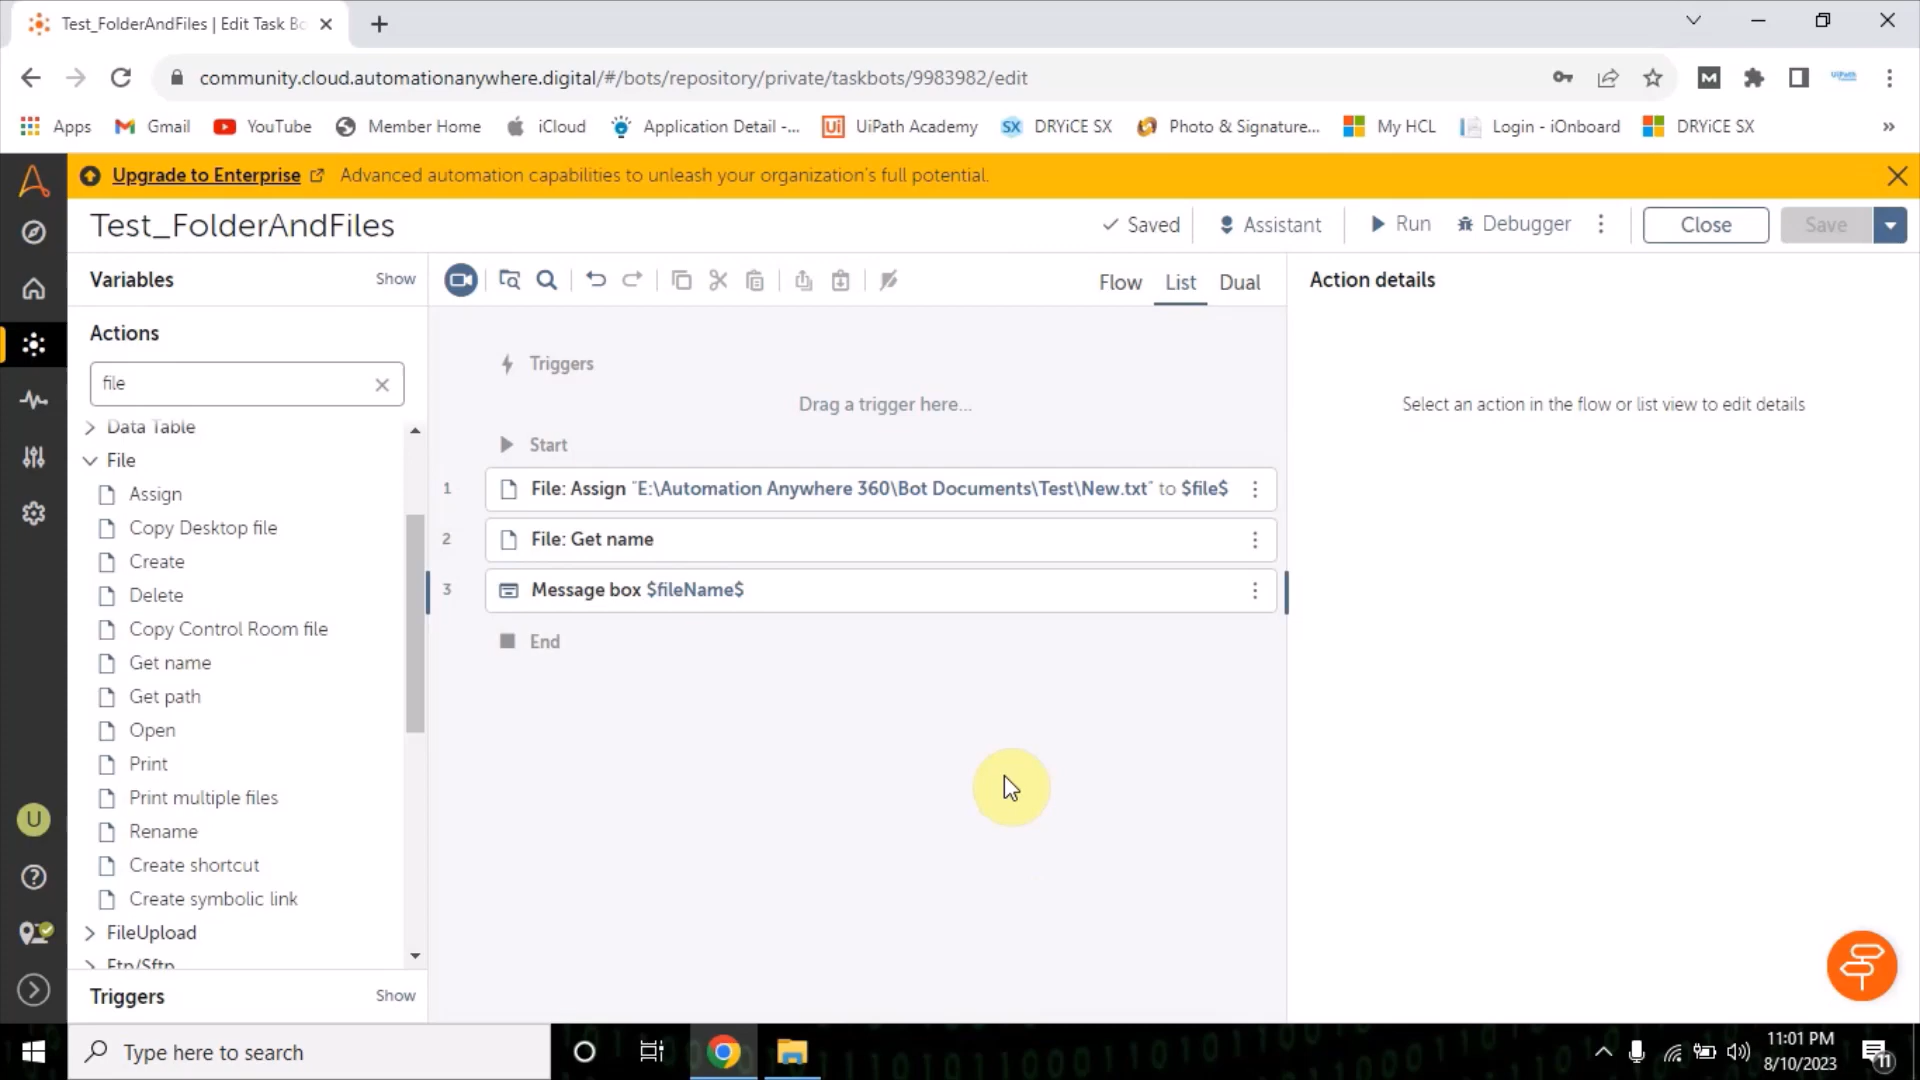 Test_FolderAndFiles | Edit Task Bo
community.cloud.automationanywhere.digital/#/bots/repository/private/taskbots/9983982/edit
Apps Gmail YouTube Member Home iCloud Application Detail -... UiPath Academy DRYiCE SX Photo & Signature... My HCL Login - iOnboard DRYiCE SX »
Upgrade to Enterprise Advanced automation capabilities to unleash your organization's full potential.
Test_FolderAndFiles Saved Assistant Run Debugger Close Save
Variables Show Flow List Dual Action details
Actions
file
Triggers
Drag a trigger here...
Select an action in the flow or list view to edit details
Data Table
Start
File
1 File: Assign "E:\Automation Anywhere 360\Bot Documents\Test\New.txt" to $file$
Assign
Copy Desktop file
2 File: Get name
Create
3 Message box $fileName$
Delete
Copy Control Room file
End
Get name
Get path
Open
Print
Print multiple files
Rename
U
Create shortcut
Create symbolic link
FileUpload
Ftp/Sftp
Triggers Show
Type here to search
11:01 PM
8/10/2023
11